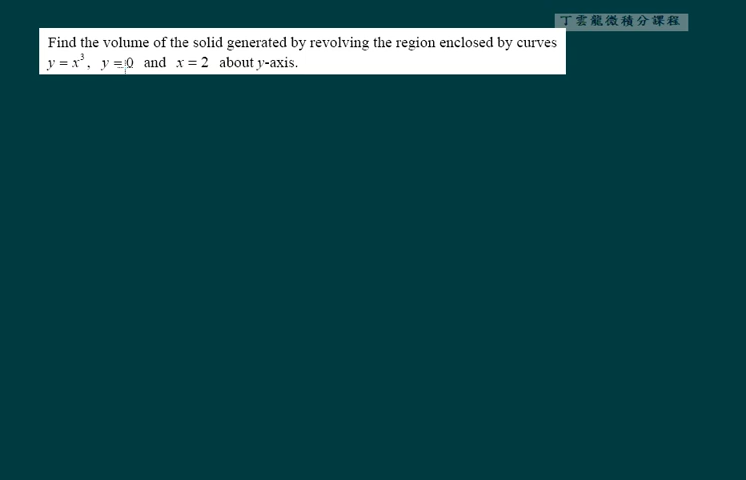 丁雲龍微積分課程
Find the volume of the solid generated by revolving the region enclosed by curves
y = x³, y = 0 and x = 2 about y-axis.